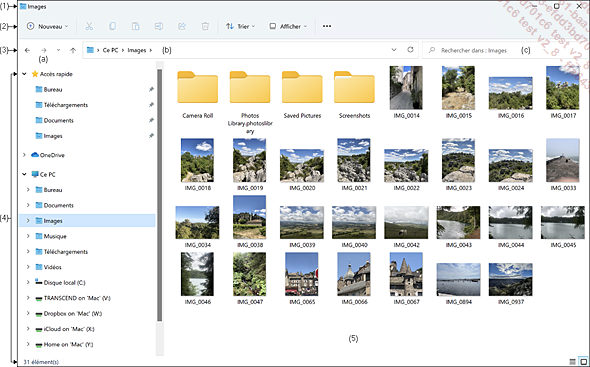 (1) Images
(2) Nouveau Trier Afficher
(3) Ce PC Images (b) Rechercher dans : Images (c)
(a)
Accès rapide
Bureau
Téléchargements
Documents
Images
OneDrive
Ce PC
Bureau
Documents
(4) Images
Musique
Téléchargements
Vidéos
Disque local (C:)
TRANSCEND on 'Mac' (V:)
Dropbox on 'Mac' (W:)
iCloud on 'Mac' (X:)
Home on 'Mac' (Y:)
Camera Roll
Photos Library.photoslibr
ary
Saved Pictures
Screenshots
IMG_0014
IMG_0015
IMG_0016
IMG_0017
IMG_0018
IMG_0019
IMG_0020
IMG_0021
IMG_0022
IMG_0023
IMG_0024
IMG_0033
IMG_0034
IMG_0038
IMG_0039
IMG_0040
IMG_0042
IMG_0043
IMG_0044
IMG_0045
IMG_0046
IMG_0047
IMG_0065
IMG_0066
IMG_0067
IMG_0894
IMG_0937
(5)
31 élément(s)